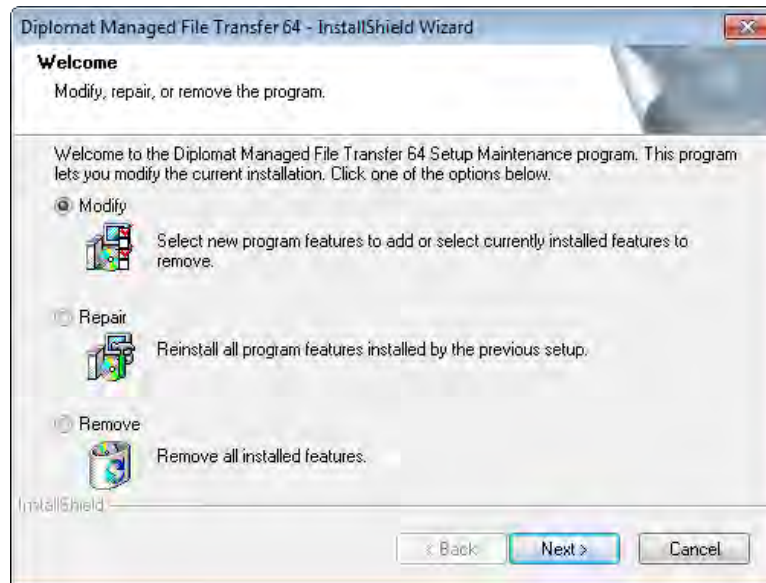 Diplomat Managed File Transfer 64 - InstallShield Wizard
Welcome
Modify, repair, or remove the program.
Welcome to the Diplomat Managed File Transfer 64 Setup Maintenance program. This program
lets you modify the current installation. Click one of the options below.
Modify
Select new program features to add or select currently installed features to
remove.
Repair
Reinstall all program features installed by the previous setup.
Remove
Remove all installed features.
InstallShield
< Back
Next >
Cancel